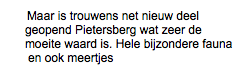 Maar is trouwens net nieuw deel
geopend Pietersberg wat zeer de
moeite waard is. Hele bijzondere fauna
en ook meertjes